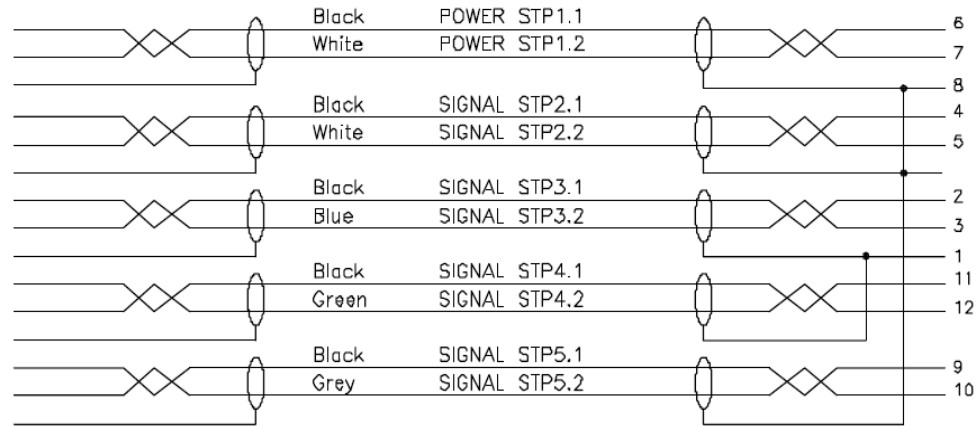 Black POWER STP1.1 6
White POWER STP1.2 7
8
Black SIGNAL STP2.1 4
White SIGNAL STP2.2 5
Black SIGNAL STP3.1 2
Blue SIGNAL STP3.2 3
1
Black SIGNAL STP4.1 11
Green SIGNAL STP4.2 12
Black SIGNAL STP5.1 9
Grey SIGNAL STP5.2 10